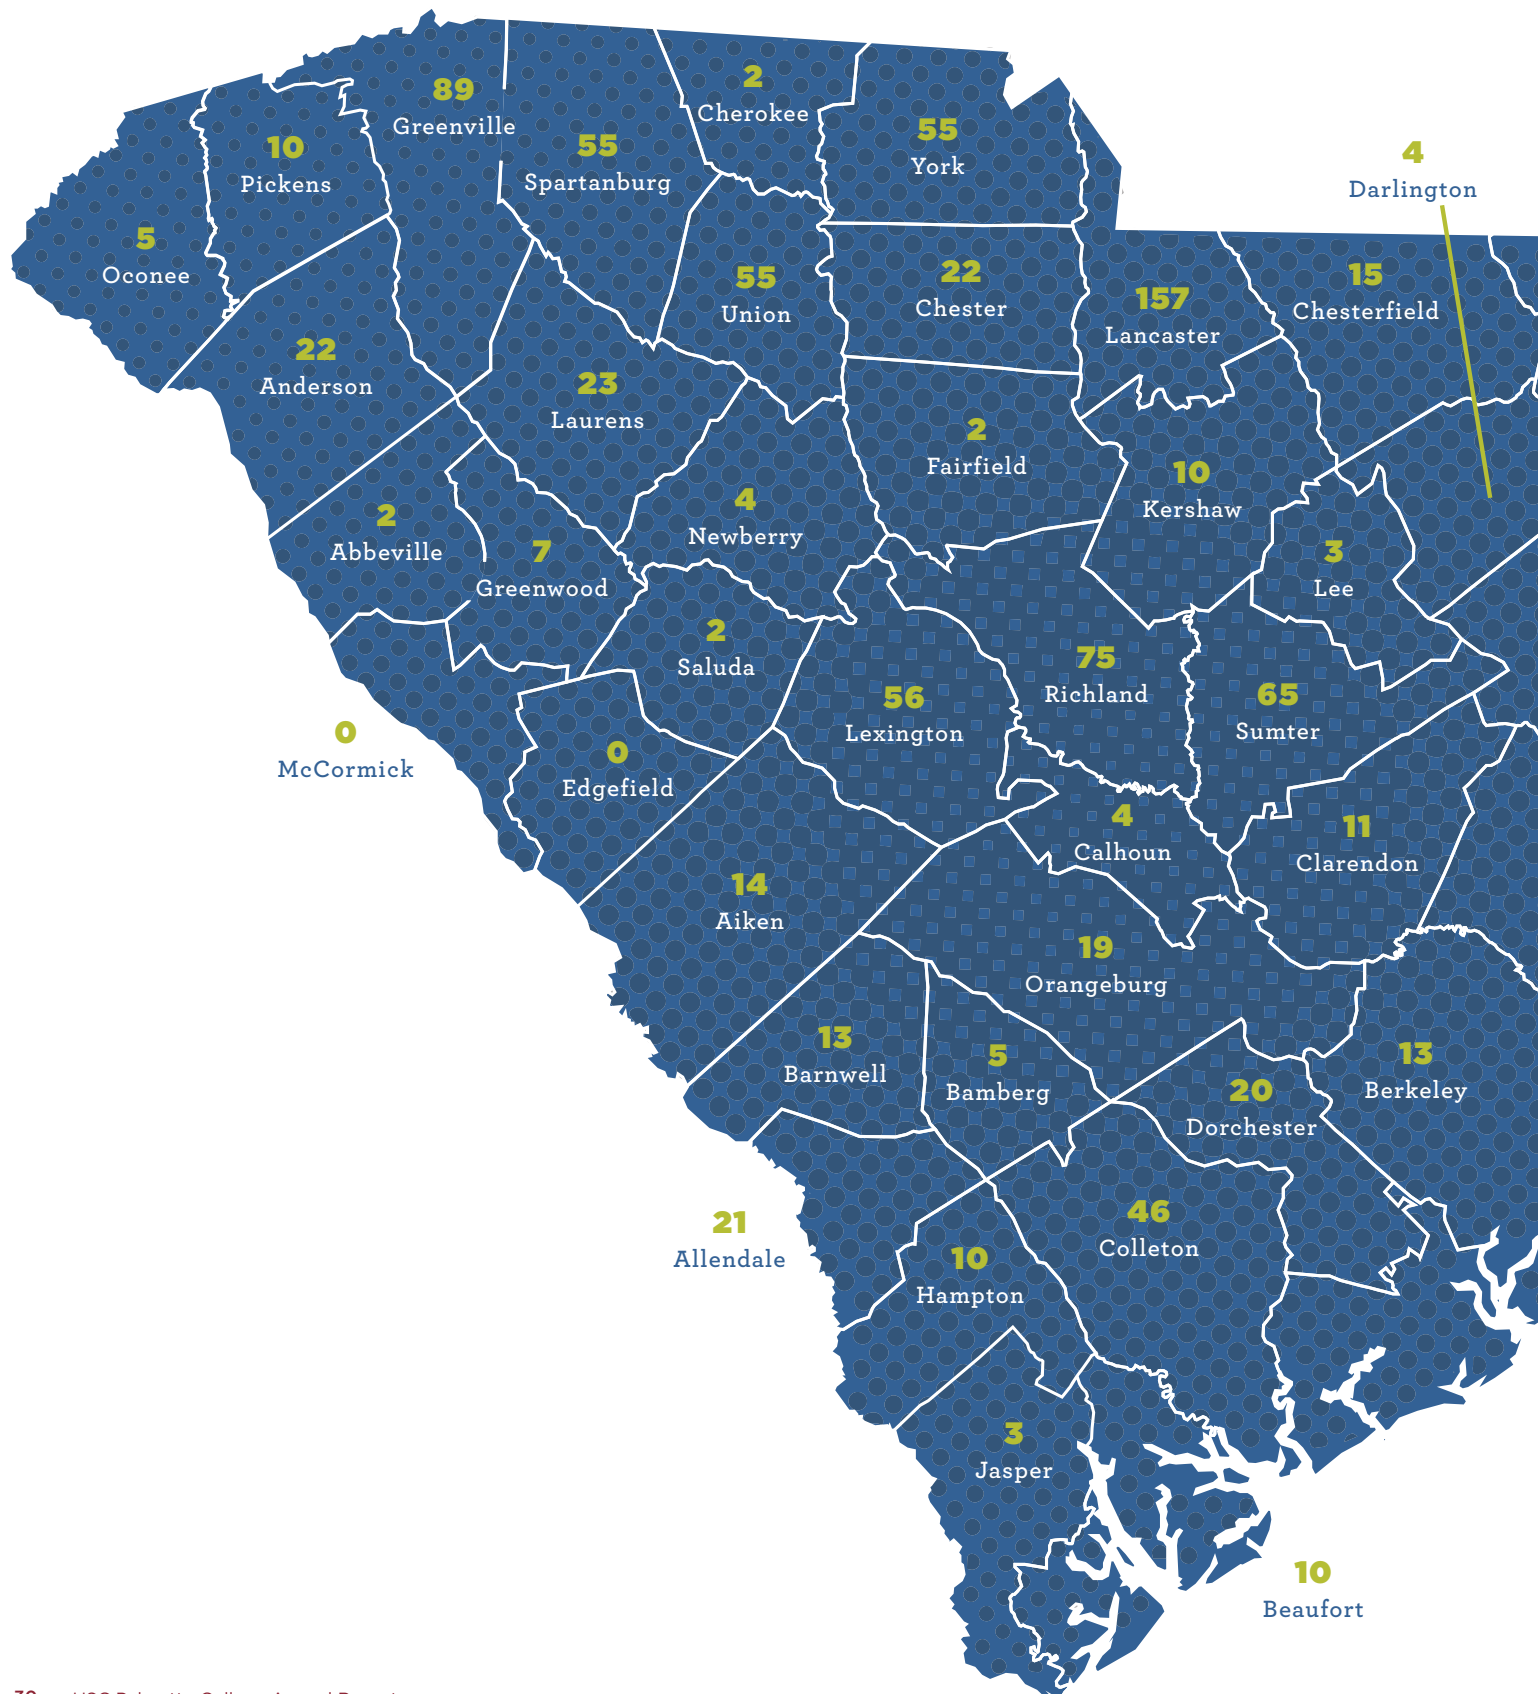 89
Greenville
2
Cherokee
55
York
10
Pickens
55
Spartanburg
4
Darlington
5
Oconee
55
Union
22
Chester
157
Lancaster
15
Chesterfield
22
Anderson
23
Laurens
2
Fairfield
10
Kershaw
2
Abbeville
4
Newberry
7
Greenwood
3
Lee
2
Saluda
75
Richland
56
Lexington
65
Sumter
0
McCormick
0
Edgefield
4
Calhoun
11
Clarendon
14
Aiken
19
Orangeburg
13
Barnwell
5
Bamberg
13
Berkeley
20
Dorchester
21
Allendale
46
Colleton
10
Hampton
3
Jasper
10
Beaufort